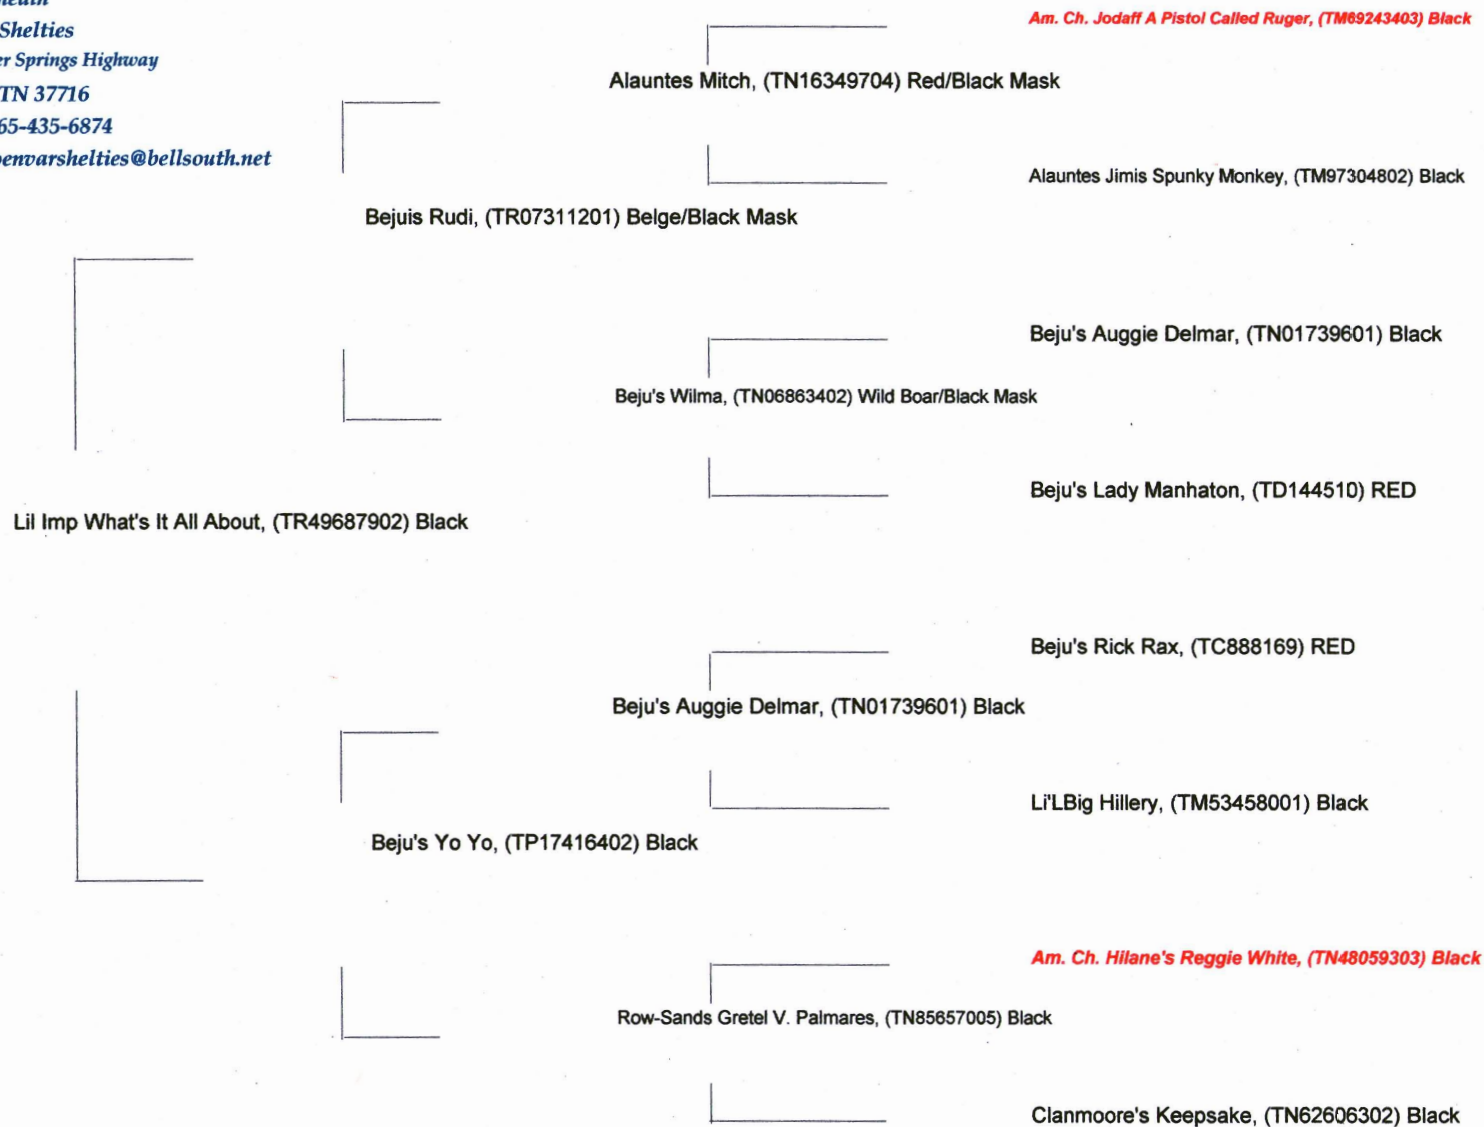 Shelties
Springs Highway
TN 37716
65-435-6874
penvarshelties@bellsouth.net
Am. Ch. Jodaff A Pistol Called Ruger, (TM69243403) Black
Alauntes Mitch, (TN16349704) Red/Black Mask
Alauntes Jimis Spunky Monkey, (TM97304802) Black
Bejuis Rudi, (TR07311201) Belge/Black Mask
Beju's Auggie Delmar, (TN01739601) Black
Beju's Wilma, (TN06863402) Wild Boar/Black Mask
Beju's Lady Manhaton, (TD144510) RED
Lil Imp What's It All About, (TR49687902) Black
Beju's Rick Rax, (TC888169) RED
Beju's Auggie Delmar, (TN01739601) Black
Li'LBig Hillery, (TM53458001) Black
Beju's Yo Yo, (TP17416402) Black
Am. Ch. Hilane's Reggie White, (TN48059303) Black
Row-Sands Gretel V. Palmares, (TN85657005) Black
Clanmoore's Keepsake, (TN62606302) Black